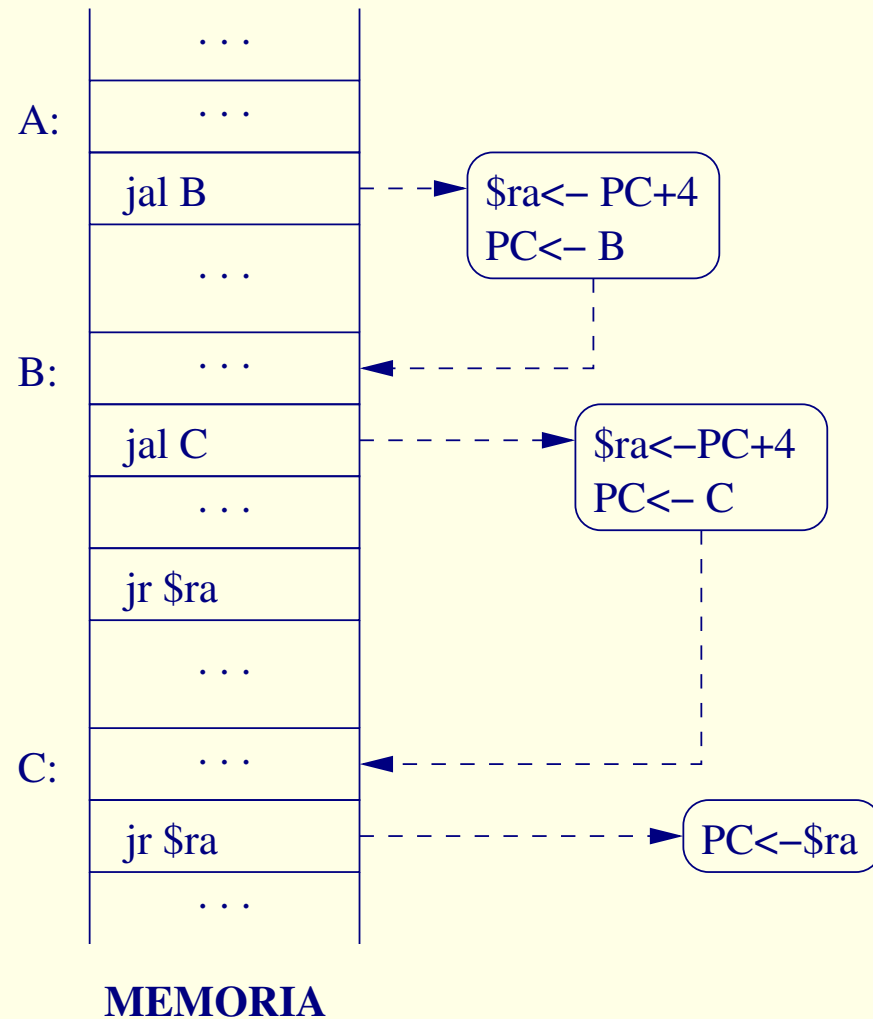 . . .
A: . . .
jal B
$ra<– PC+4
PC<– B
. . .
B: . . .
jal C
$ra<–PC+4
PC<– C
. . .
jr $ra
. . .
C: . . .
jr $ra
PC<–$ra
. . .
MEMORIA